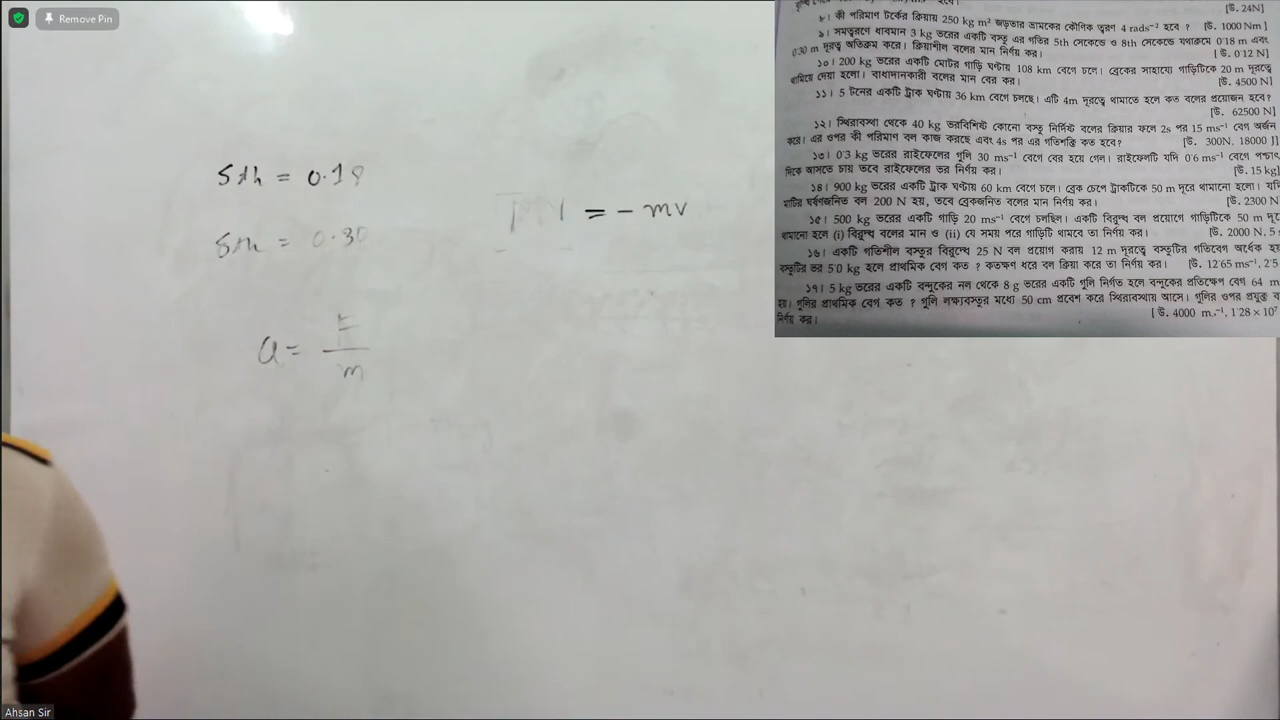 Remove Pin
[উ. 24N]
৮। কী পরিমাণ টর্কের ক্রিয়ায় 250 kg m² জড়তার ভ্রামকের কৌণিক ত্বরণ 4 rads⁻² হবে ? [উ. 1000 Nm ]
৯। সমত্বরণে ধাবমান 3 kg ভরের একটি বস্তু এর গতির 5th সেকেন্ডে ও 8th সেকেন্ডে যথাক্রমে 0·18 m এবং
0·30 m দূরত্ব অতিক্রম করে। ক্রিয়াশীল বলের মান নির্ণয় কর। [উ. 0·12 N]
১০। 200 kg ভরের একটি মোটর গাড়ি ঘণ্টায় 108 km বেগে চলে। ব্রেকের সাহায্যে গাড়িটিকে 20 m দূরত্বে
থামিয়ে দেয়া হলো। বাধাদানকারী বলের মান বের কর। [উ. 4500 N]
১১। 5 টনের একটি ট্রাক ঘণ্টায় 36 km বেগে চলছে। এটি 4m দূরত্বে থামাতে হলে কত বলের প্রয়োজন হবে?
[উ. 62500 N]
১২। স্থিরাবস্থা থেকে 40 kg ভরবিশিষ্ট কোনো বস্তু নির্দিষ্ট বলের ক্রিয়ার ফলে 2s পর 15 ms⁻¹ বেগ অর্জন
করে। এর ওপর কী পরিমাণ বল কাজ করছে এবং 4s পর এর গতিশক্তি কত হবে? [উ. 300N, 18000 J]
১৩। 0·3 kg ভরের রাইফেলের গুলি 30 ms⁻¹ বেগে বের হয়ে গেল। রাইফেলটি যদি 0·6 ms⁻¹ বেগে পশ্চাৎ
দিকে আসতে চায় তবে রাইফেলের ভর নির্ণয় কর। [উ. 15 kg]
১৪। 900 kg ভরের একটি ট্রাক ঘণ্টায় 60 km বেগে চলে। ব্রেক চেপে ট্রাকটিকে 50 m দূরে থামানো হলো। যদি
মাটির ঘর্ষণজনিত বল 200 N হয়, তবে ব্রেকজনিত বলের মান নির্ণয় কর। [উ. 2300 N
১৫। 500 kg ভরের একটি গাড়ি 20 ms⁻¹ বেগে চলছিল। একটি বিরুদ্ধ বল প্রয়োগে গাড়িটিকে 50 m দূ
থামানো হলে (i) বিরুদ্ধ বলের মান ও (ii) যে সময় পরে গাড়িটি থামবে তা নির্ণয় কর। [উ. 2000 N, 5
১৬। একটি গতিশীল বস্তুর বিরুদ্ধে 25 N বল প্রয়োগ করায় 12 m দূরত্বে বস্তুটির গতিবেগ অর্ধেক হ
বস্তুটির ভর 5·0 kg হলে প্রাথমিক বেগ কত ? কতক্ষণ ধরে বল ক্রিয়া করে তা নির্ণয় কর। [উ. 12·65 ms⁻¹, 2·5
১৭। 5 kg ভরের একটি বন্দুকের নল থেকে 8 g ভরের একটি গুলি নির্গত হলে বন্দুকের প্রতিক্ষেপ বেগ 64 m
হয়। গুলির প্রাথমিক বেগ কত ? গুলি লক্ষ্যবস্তুর মধ্যে 50 cm প্রবেশ করে স্থিরাবস্থায় আসে। গুলির ওপর প্রযুক্ত
নির্ণয় কর। [ উ. 4000 m.⁻¹, 1·28 × 10⁷
5th = 0.18
8th = 0.30
= - mv
a = F/m
Ahsan Sir